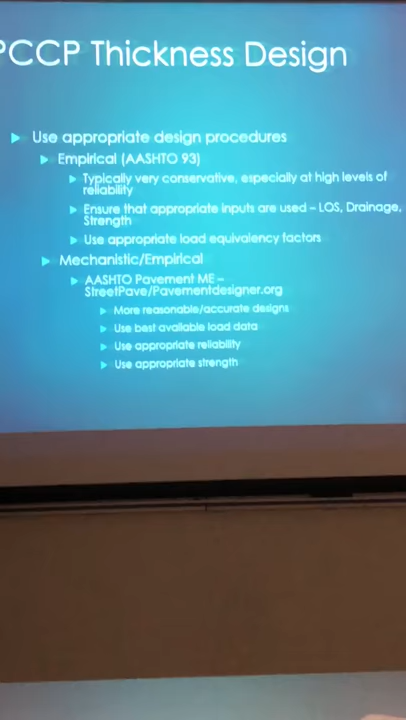 PCCP Thickness Design
Use appropriate design procedures
Empirical (AASHTO 93)
Typically very conservative, especially at high levels of
reliability
Ensure that appropriate inputs are used – LOS, Drainage,
Strength
Use appropriate load equivalency factors
Mechanistic/Empirical
AASHTO Pavement ME –
StreetPave/Pavementdesigner.org
More reasonable/accurate designs
Use best available load data
Use appropriate reliability
Use appropriate strength